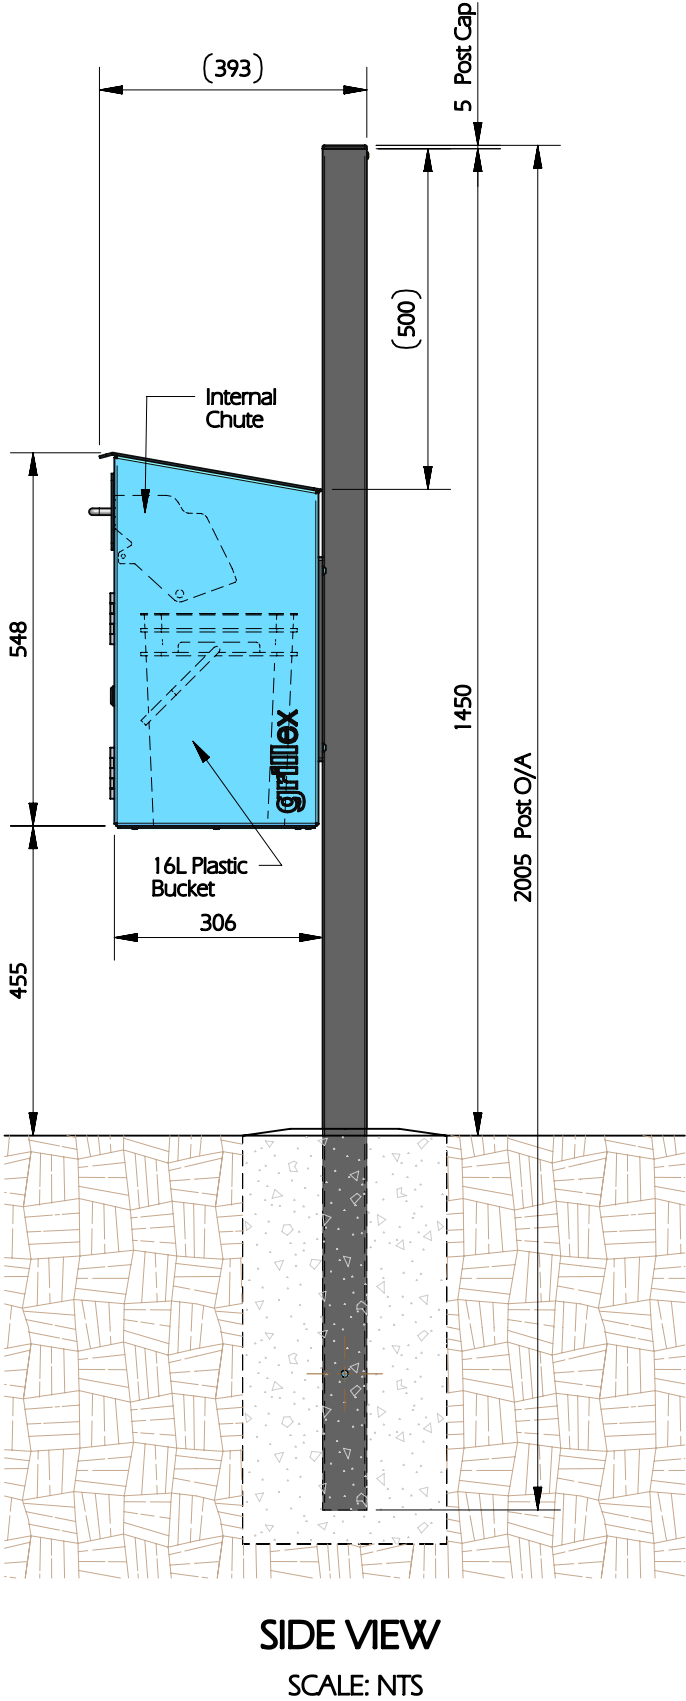 (393)
5 Post Cap
(500)
Internal
Chute
548
1450
2005 Post O/A
grillex
16L Plastic
Bucket
306
455
SIDE VIEW
SCALE: NTS